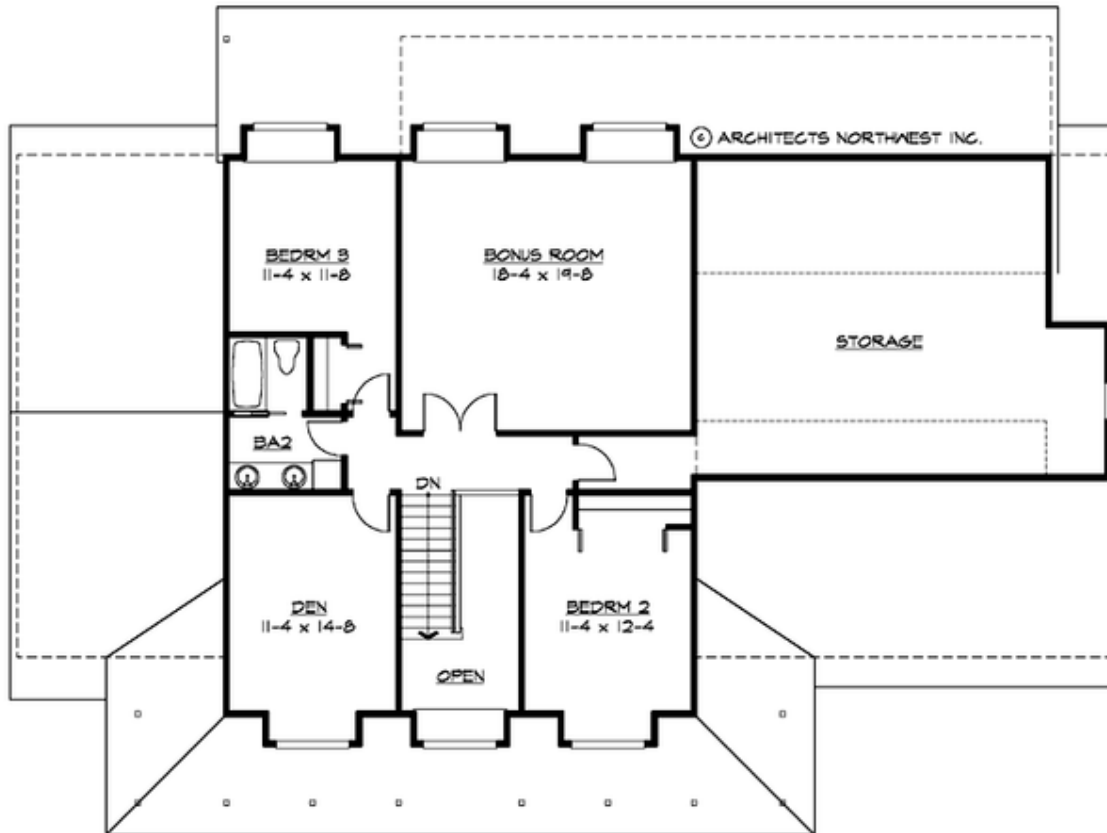 © ARCHITECTS NORTHWEST INC.
BEDRM 3
11-4 x 11-8
BONUS ROOM
18-4 x 19-8
STORAGE
BA2
DN
DEN
11-4 x 14-8
BEDRM 2
11-4 x 12-4
OPEN